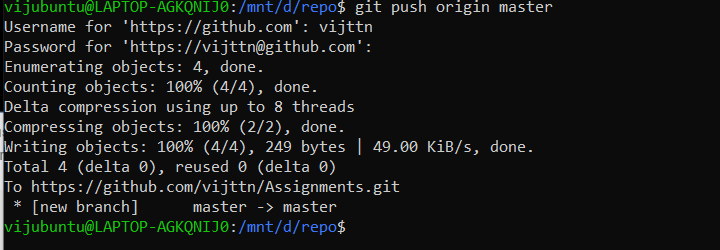 vijubuntu@LAPTOP-AGKQNIJ0:/mnt/d/repo$ git push origin master
Username for 'https://github.com': vijttn
Password for 'https://vijttn@github.com':
Enumerating objects: 4, done.
Counting objects: 100% (4/4), done.
Delta compression using up to 8 threads
Compressing objects: 100% (2/2), done.
Writing objects: 100% (4/4), 249 bytes | 49.00 KiB/s, done.
Total 4 (delta 0), reused 0 (delta 0)
To https://github.com/vijttn/Assignments.git
 * [new branch]      master -> master
vijubuntu@LAPTOP-AGKQNIJ0:/mnt/d/repo$